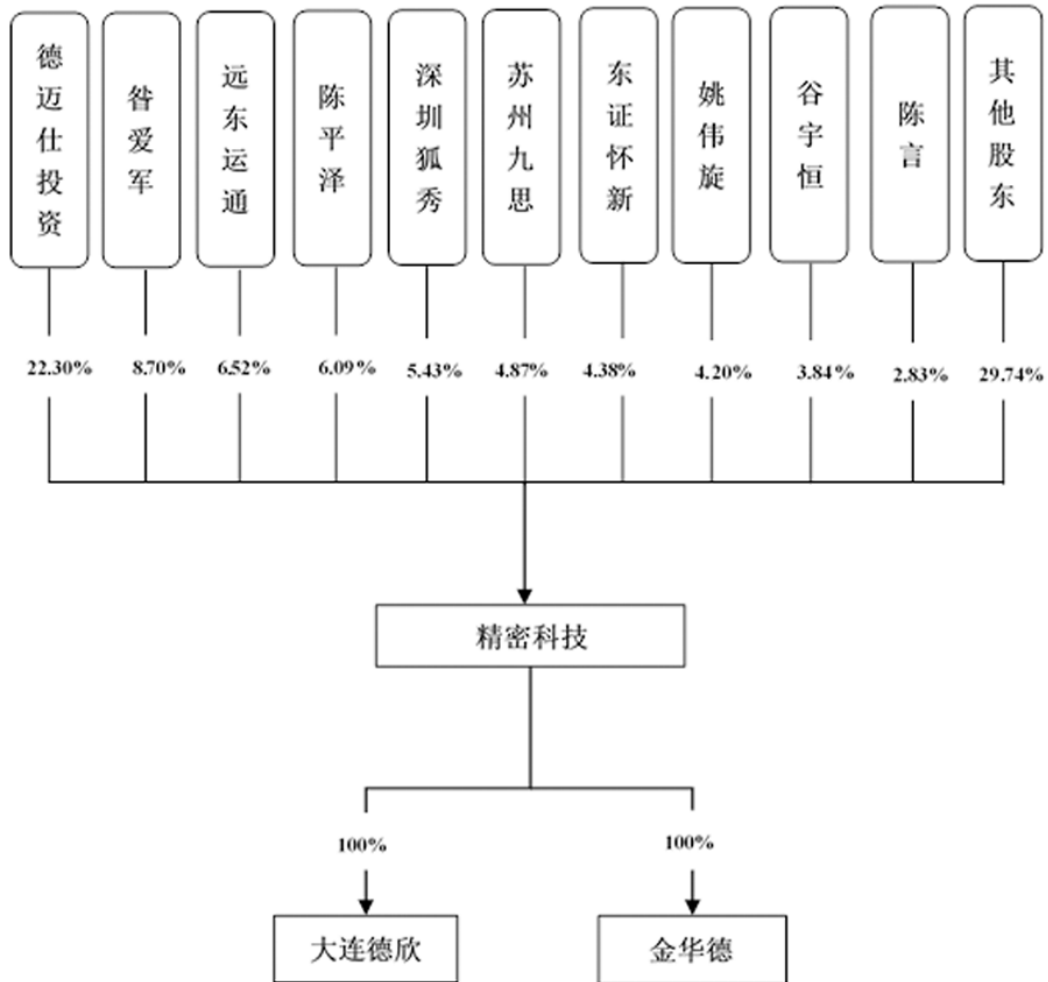 德迈仕投资
昝爱军
远东运通
陈平泽
深圳狐秀
苏州九思
东证怀新
姚伟旋
谷宇恒
陈言
其他股东
22.30%
8.70%
6.52%
6.09%
5.43%
4.87%
4.38%
4.20%
3.84%
2.83%
29.74%
精密科技
100%
100%
大连德欣
金华德